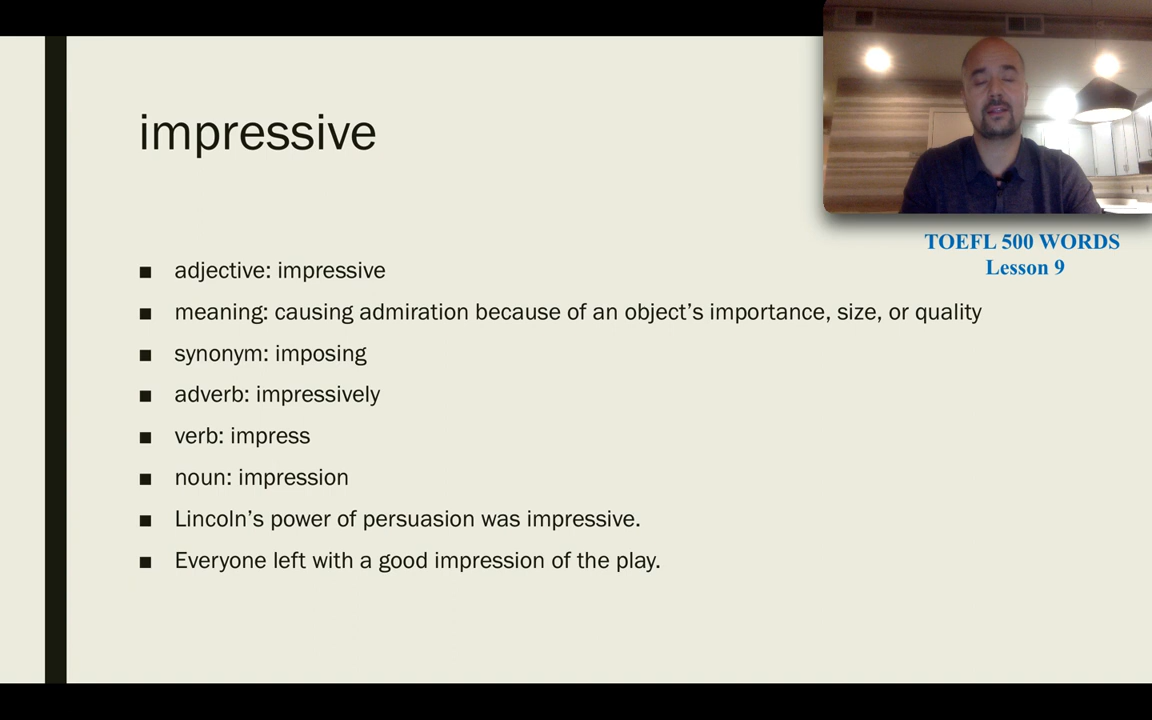 impressive
TOEFL 500 WORDS
Lesson 9
■ adjective: impressive
■ meaning: causing admiration because of an object’s importance, size, or quality
■ synonym: imposing
■ adverb: impressively
■ verb: impress
■ noun: impression
■ Lincoln’s power of persuasion was impressive.
■ Everyone left with a good impression of the play.